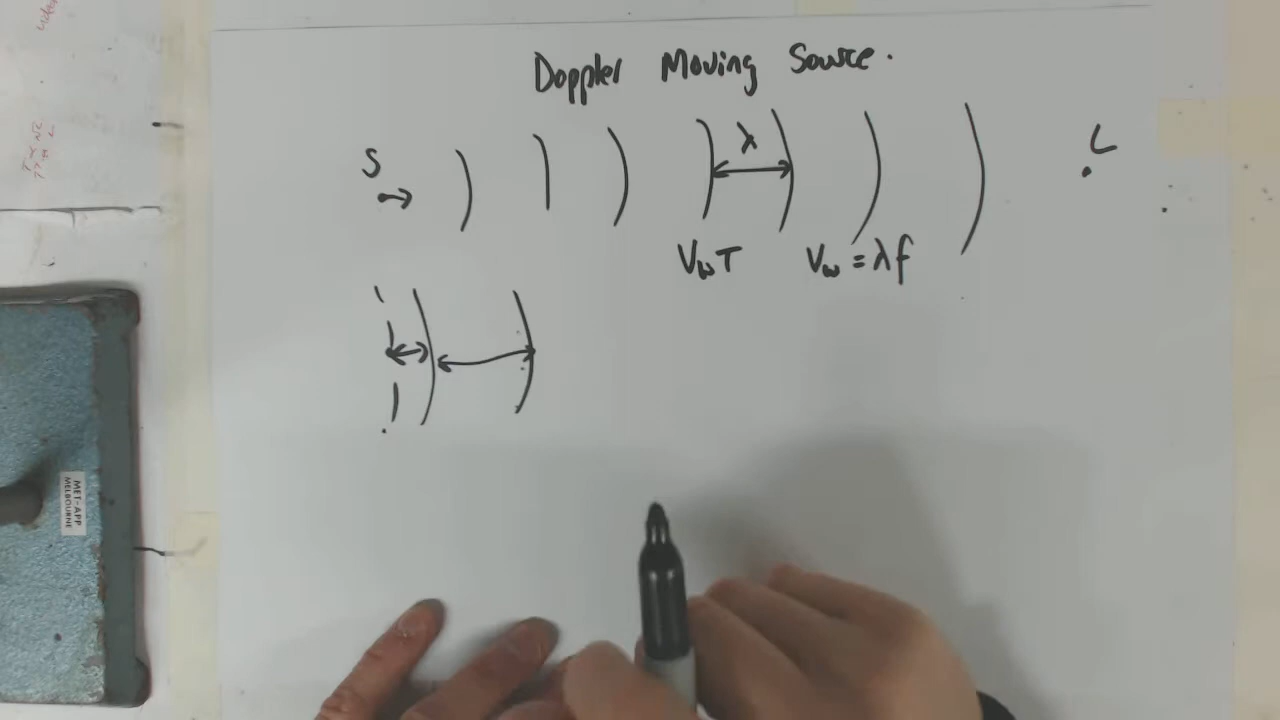 Doppler Moving Source.
S
λ
L
VwT
Vw = λf
MET-APP
MELBOURNE